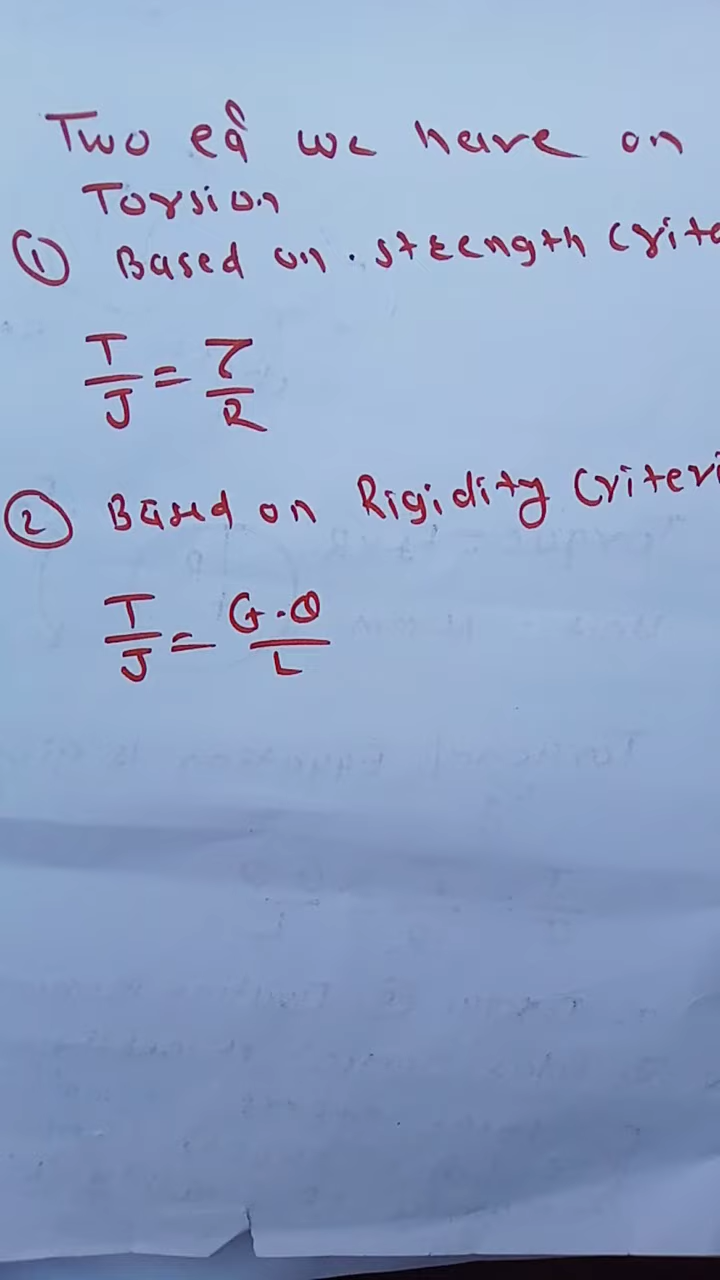 Two eq̂ we have on
Torsion
① Based on . strength Crite
T/J = τ/R
② Based on Rigidity Criteri
T/J = G.θ/L